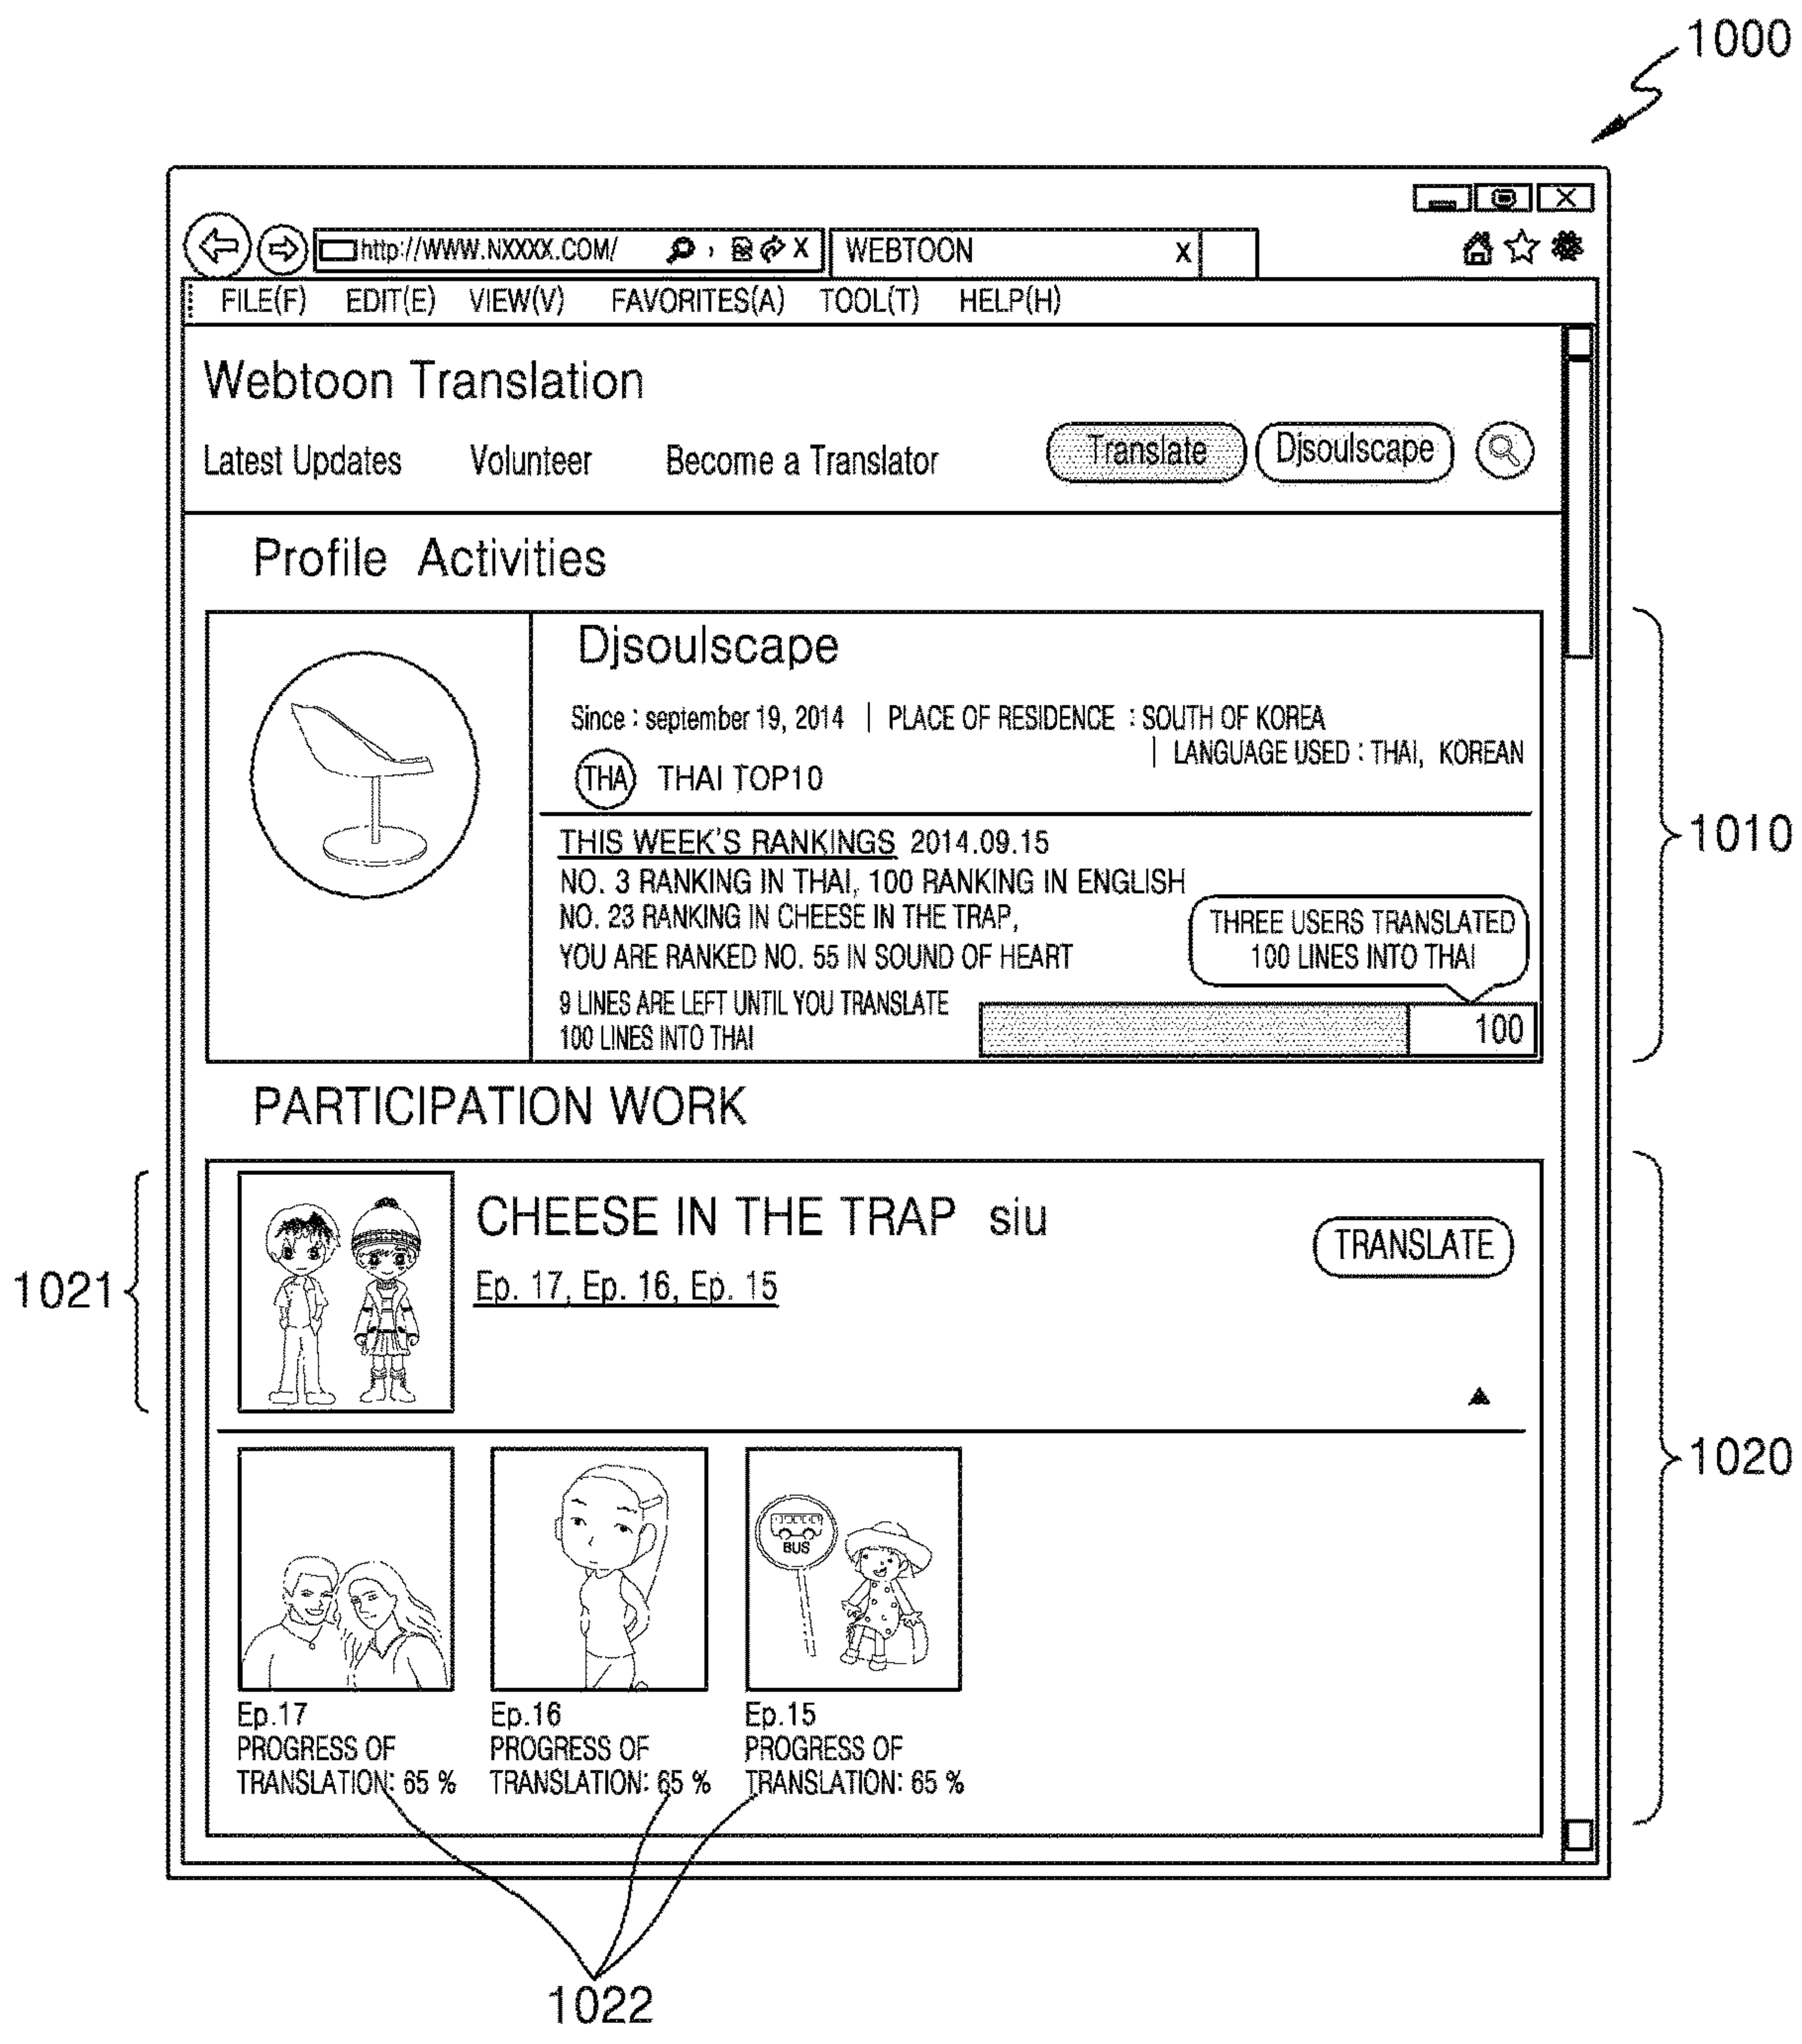 1000
http://WWW.NXXXX.COM/ X WEBTOON X
FILE(F) EDIT(E) VIEW(V) FAVORITES(A) TOOL(T) HELP(H)
Webtoon Translation
Latest Updates Volunteer Become a Translator Translate Djsoulscape
Profile Activities
Djsoulscape
Since : september 19, 2014 | PLACE OF RESIDENCE : SOUTH OF KOREA
| LANGUAGE USED : THAI, KOREAN
THA THAI TOP10
THIS WEEK'S RANKINGS 2014.09.15
NO. 3 RANKING IN THAI, 100 RANKING IN ENGLISH
NO. 23 RANKING IN CHEESE IN THE TRAP,
YOU ARE RANKED NO. 55 IN SOUND OF HEART
THREE USERS TRANSLATED
100 LINES INTO THAI
9 LINES ARE LEFT UNTIL YOU TRANSLATE
100 LINES INTO THAI
100
1010
PARTICIPATION WORK
CHEESE IN THE TRAP siu
TRANSLATE
Ep. 17, Ep. 16, Ep. 15
1021
1020
BUS
Ep.17 Ep.16 Ep.15
PROGRESS OF PROGRESS OF PROGRESS OF
TRANSLATION: 65 % TRANSLATION: 65 % TRANSLATION: 65 %
1022